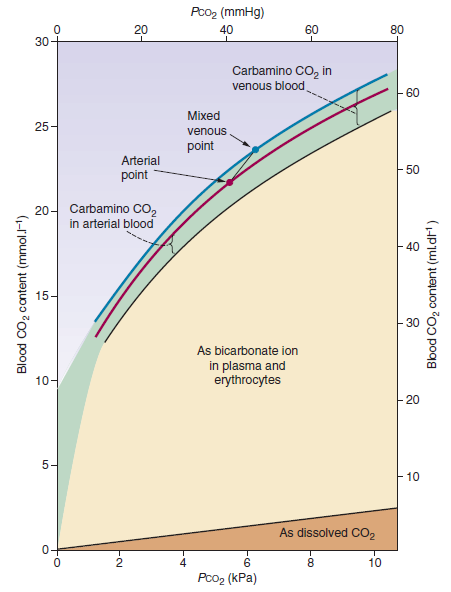 PCO₂ (mmHg)
0 20 40 60 80
30
25
20
15
10
5
0
Blood CO₂ content (mmol.l⁻¹)
Carbamino CO₂ in
venous blood
Mixed
venous
point
Arterial
point
Carbamino CO₂
in arterial blood
As bicarbonate ion
in plasma and
erythrocytes
As dissolved CO₂
60
50
40
30
20
10
Blood CO₂ content (ml.dl⁻¹)
0 2 4 6 8 10
PCO₂ (kPa)